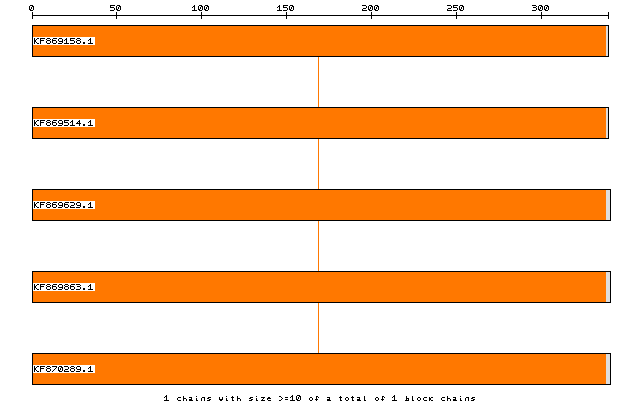 0 50 100 150 200 250 300
KF869158.1
KF869514.1
KF869629.1
KF869863.1
KF870289.1
1 chains with size >=10 of a total of 1 block chains